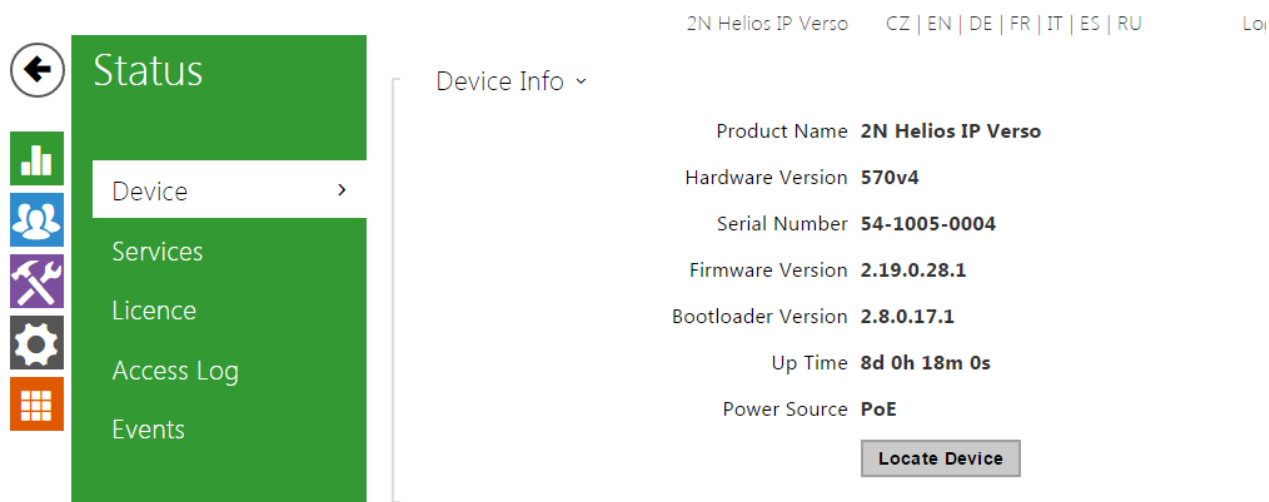 2N Helios IP Verso CZ | EN | DE | FR | IT | ES | RU
Status
Device
Services
Licence
Access Log
Events
Device Info
Product Name 2N Helios IP Verso
Hardware Version 570v4
Serial Number 54-1005-0004
Firmware Version 2.19.0.28.1
Bootloader Version 2.8.0.17.1
Up Time 8d 0h 18m 0s
Power Source PoE
Locate Device